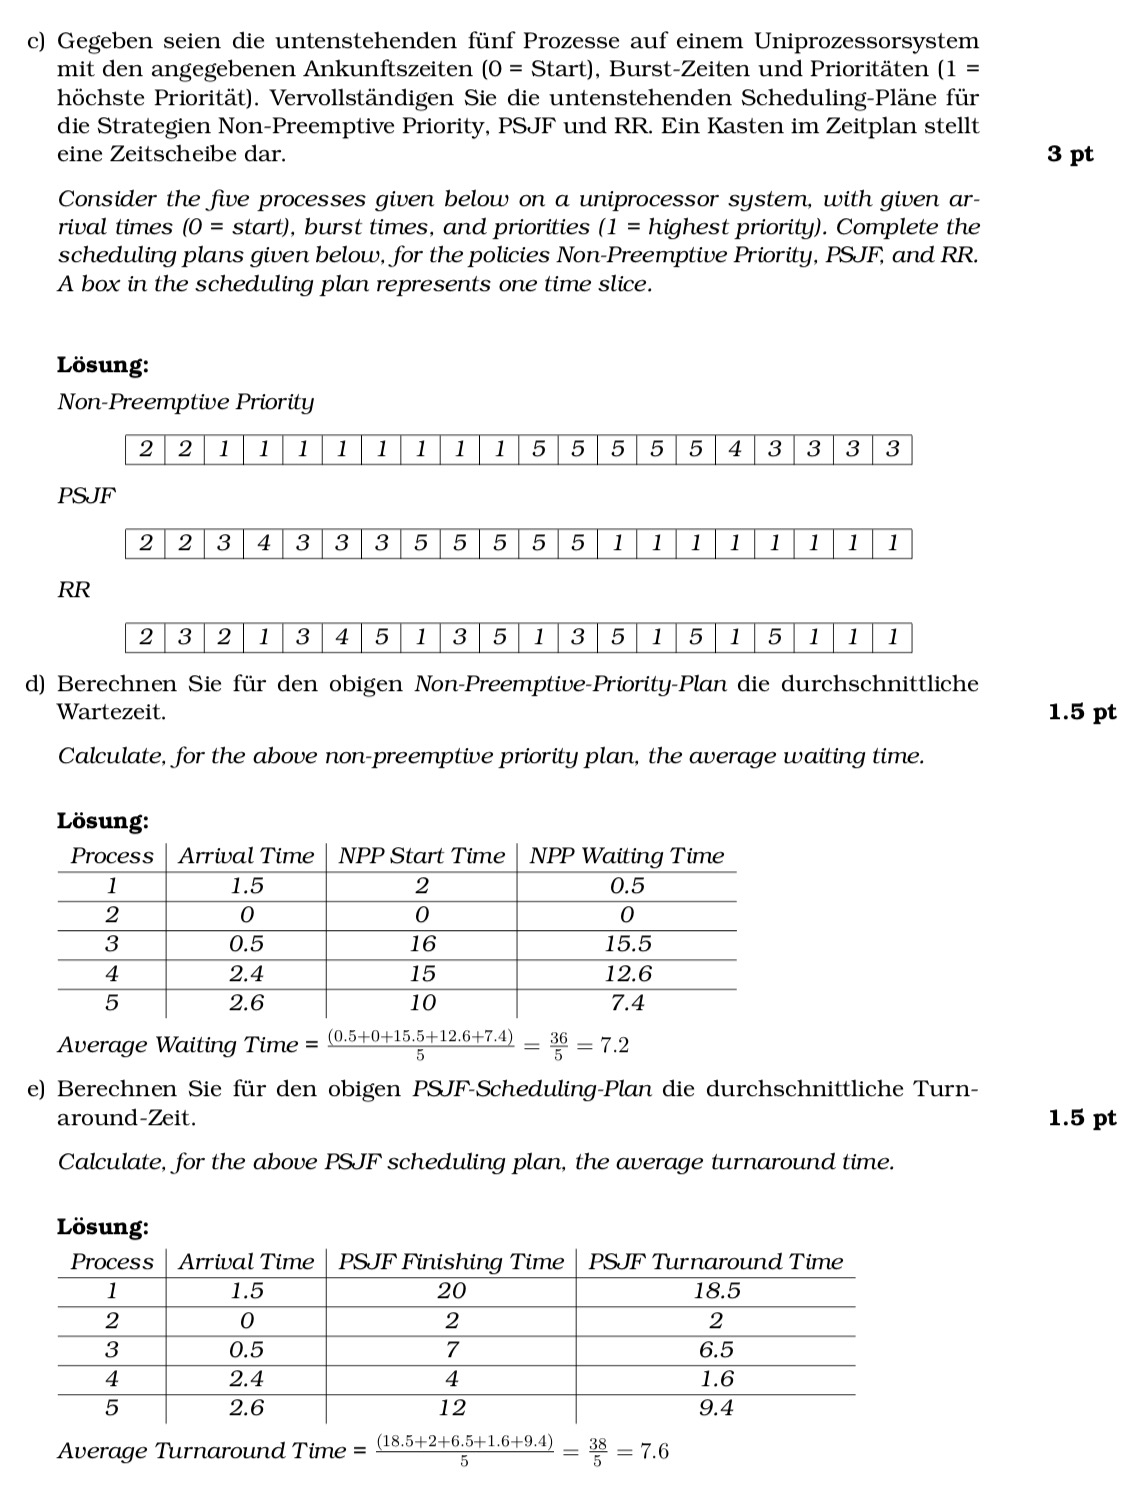 c) Gegeben seien die untenstehenden fünf Prozesse auf einem Uniprozessorsystem
mit den angegebenen Ankunftszeiten (0 = Start), Burst-Zeiten und Prioritäten (1 =
höchste Priorität). Vervollständigen Sie die untenstehenden Scheduling-Pläne für
die Strategien Non-Preemptive Priority, PSJF und RR. Ein Kasten im Zeitplan stellt
eine Zeitscheibe dar. 3 pt
Consider the five processes given below on a uniprocessor system, with given ar-
rival times (0 = start), burst times, and priorities (1 = highest priority). Complete the
scheduling plans given below, for the policies Non-Preemptive Priority, PSJF, and RR.
A box in the scheduling plan represents one time slice.
Lösung:
Non-Preemptive Priority
2 2 1 1 1 1 1 1 1 1 5 5 5 5 5 4 3 3 3 3
PSJF
2 2 3 4 3 3 3 5 5 5 5 5 1 1 1 1 1 1 1 1
RR
2 3 2 1 3 4 5 1 3 5 1 3 5 1 5 1 5 1 1 1
d) Berechnen Sie für den obigen Non-Preemptive-Priority-Plan die durchschnittliche
Wartezeit. 1.5 pt
Calculate, for the above non-preemptive priority plan, the average waiting time.
Lösung:
Process Arrival Time NPP Start Time NPP Waiting Time
1 1.5 2 0.5
2 0 0 0
3 0.5 16 15.5
4 2.4 15 12.6
5 2.6 10 7.4
Average Waiting Time = (0.5+0+15.5+12.6+7.4)/5 = 36/5 = 7.2
e) Berechnen Sie für den obigen PSJF-Scheduling-Plan die durchschnittliche Turn-
around-Zeit. 1.5 pt
Calculate, for the above PSJF scheduling plan, the average turnaround time.
Lösung:
Process Arrival Time PSJF Finishing Time PSJF Turnaround Time
1 1.5 20 18.5
2 0 2 2
3 0.5 7 6.5
4 2.4 4 1.6
5 2.6 12 9.4
Average Turnaround Time = (18.5+2+6.5+1.6+9.4)/5 = 38/5 = 7.6